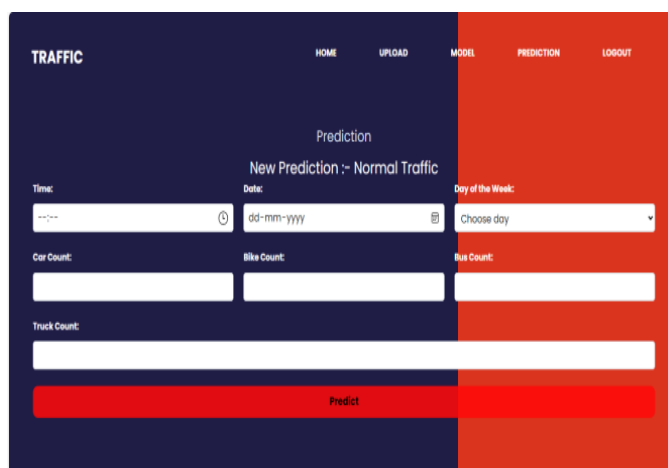 TRAFFIC HOME UPLOAD MODEL PREDICTION LOGOUT
Prediction
New Prediction :- Normal Traffic
Time: Date: Day of the Week:
--:-- dd-mm-yyyy Choose day
Car Count: Bike Count: Bus Count:
Truck Count:
Predict